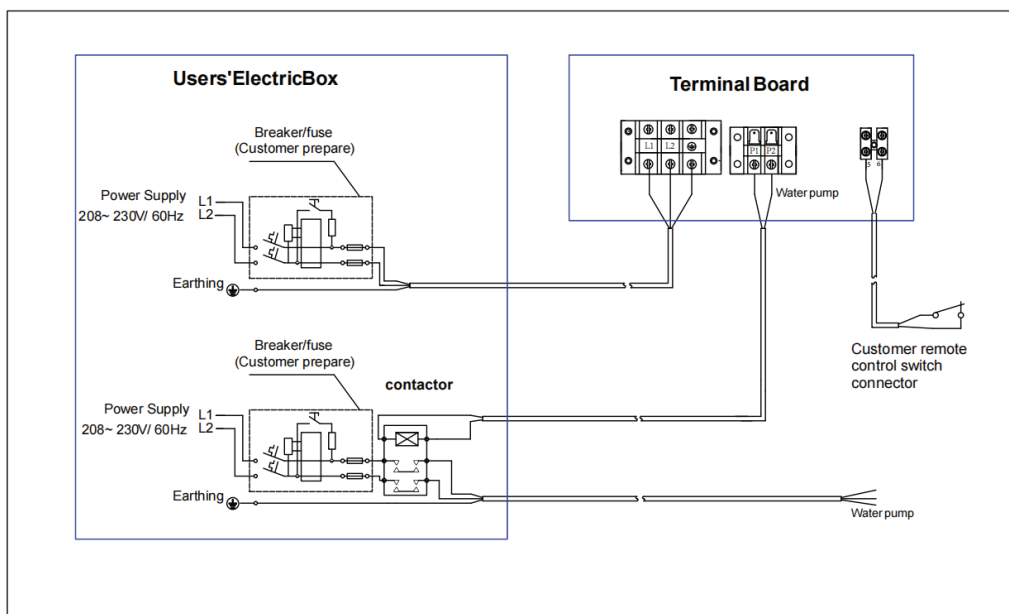 Users'ElectricBox
Terminal Board
Breaker/fuse
(Customer prepare)
L1 L2
P1 P2
5 6
Power Supply L1
208~ 230V/ 60Hz L2
Water pump
Earthing
Breaker/fuse
(Customer prepare)
contactor
Customer remote
control switch
connector
Power Supply L1
208~ 230V/ 60Hz L2
Earthing
Water pump